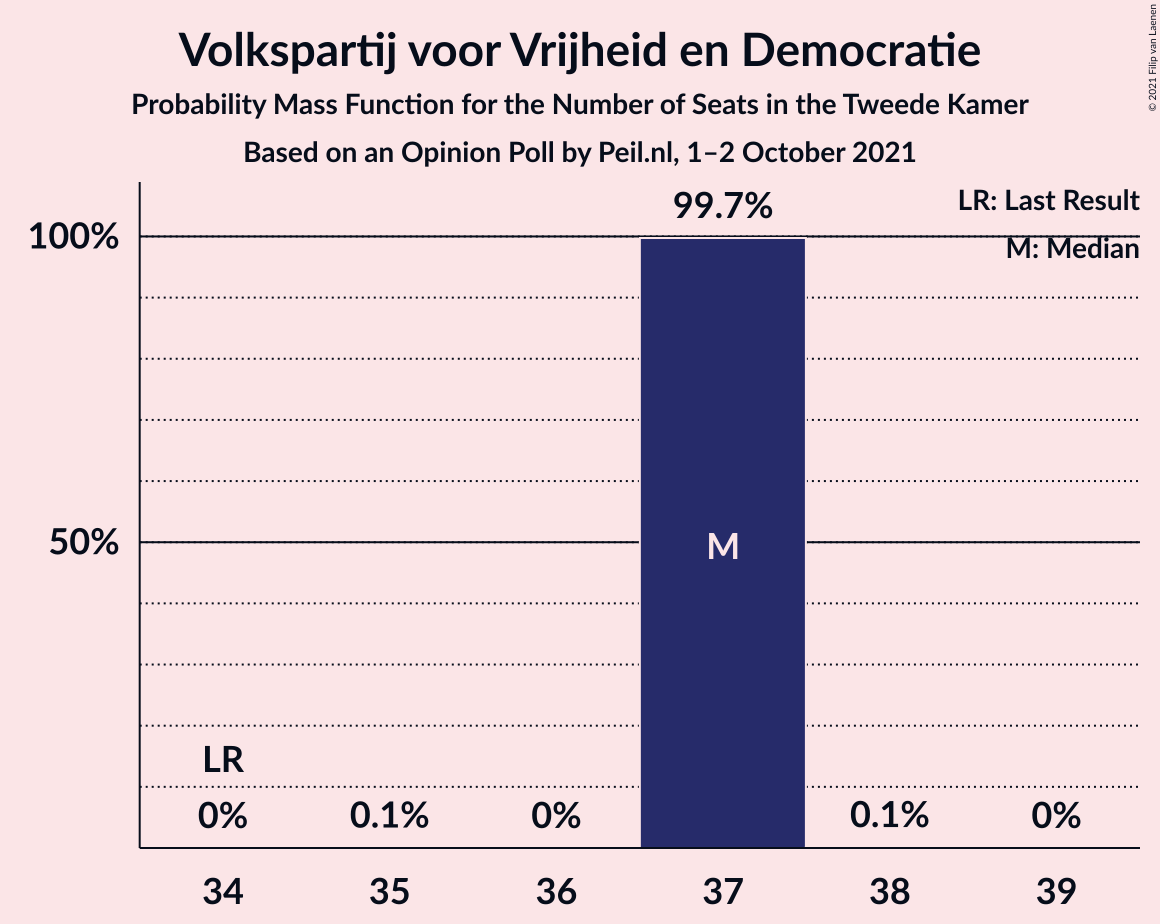 Volkspartij voor Vrijheid en Democratie
Probability Mass Function for the Number of Seats in the Tweede Kamer
Based on an Opinion Poll by Peil.nl, 1–2 October 2021
© 2021 Filip van Laenen
99.7%
LR: Last Result
100%
M: Median
50%
M
LR
0% 0.1% 0% 0.1% 0%
34 35 36 37 38 39